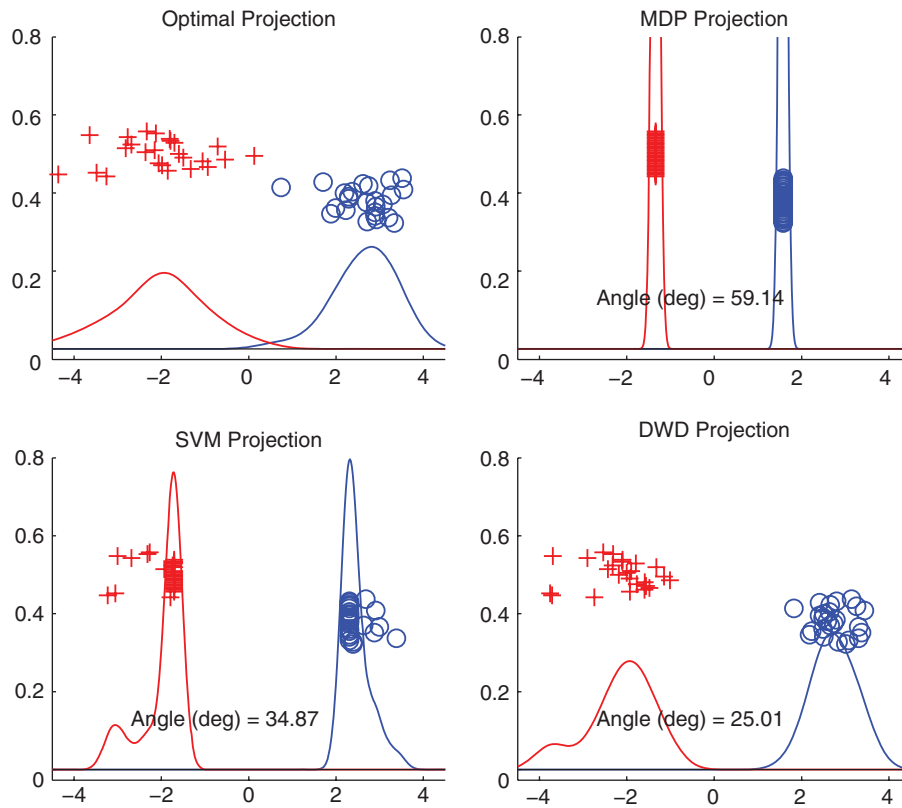 Optimal Projection
0.8
0.6
0.4
0.2
0
−4 −2 0 2 4
MDP Projection
0.8
0.6
0.4
0.2
0
Angle (deg) = 59.14
−4 −2 0 2 4
SVM Projection
0.8
0.6
0.4
0.2
0
Angle (deg) = 34.87
−4 −2 0 2 4
DWD Projection
0.8
0.6
0.4
0.2
0
Angle (deg) = 25.01
−4 −2 0 2 4